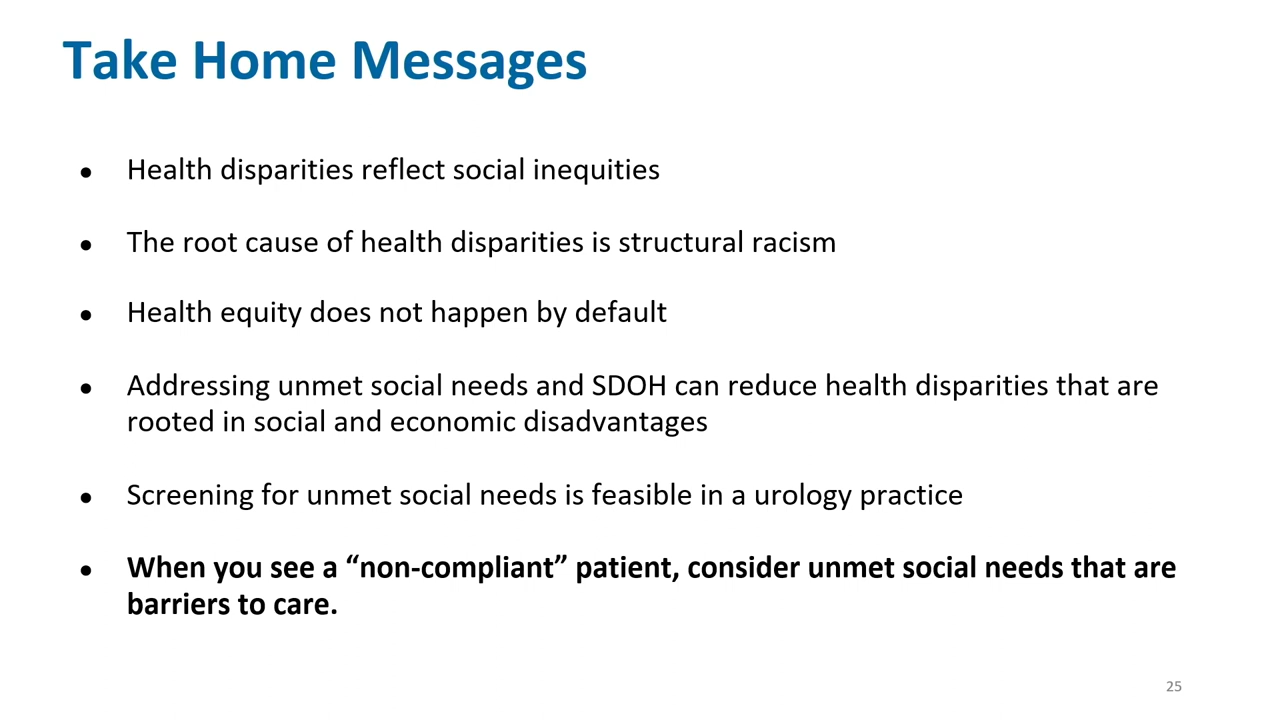 Take Home Messages
● Health disparities reflect social inequities
● The root cause of health disparities is structural racism
● Health equity does not happen by default
● Addressing unmet social needs and SDOH can reduce health disparities that are
rooted in social and economic disadvantages
● Screening for unmet social needs is feasible in a urology practice
● When you see a “non-compliant” patient, consider unmet social needs that are
barriers to care.
25